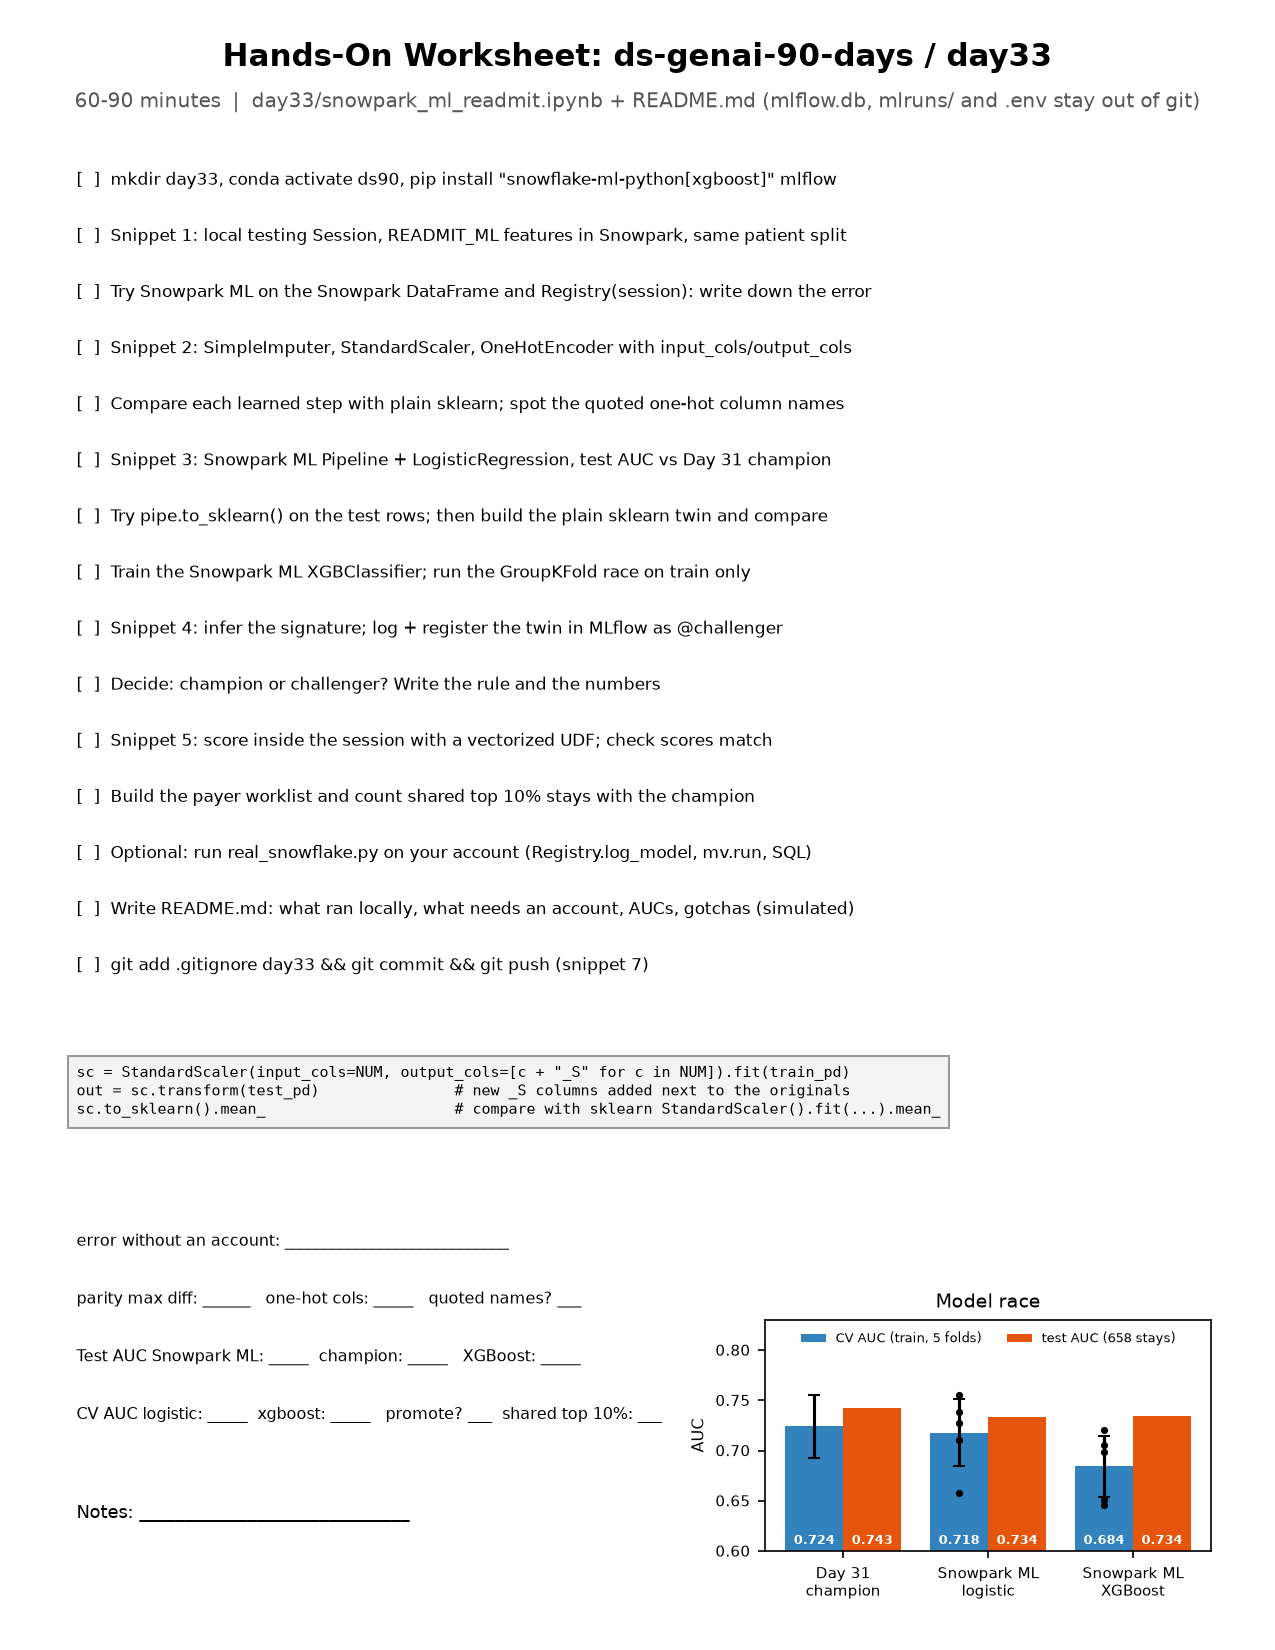 Hands-On Worksheet: ds-genai-90-days / day33
60-90 minutes | day33/snowpark_ml_readmit.ipynb + README.md (mlflow.db, mlruns/ and .env stay out of git)
[ ] mkdir day33, conda activate ds90, pip install "snowflake-ml-python[xgboost]" mlflow
[ ] Snippet 1: local testing Session, READMIT_ML features in Snowpark, same patient split
[ ] Try Snowpark ML on the Snowpark DataFrame and Registry(session): write down the error
[ ] Snippet 2: SimpleImputer, StandardScaler, OneHotEncoder with input_cols/output_cols
[ ] Compare each learned step with plain sklearn; spot the quoted one-hot column names
[ ] Snippet 3: Snowpark ML Pipeline + LogisticRegression, test AUC vs Day 31 champion
[ ] Try pipe.to_sklearn() on the test rows; then build the plain sklearn twin and compare
[ ] Train the Snowpark ML XGBClassifier; run the GroupKFold race on train only
[ ] Snippet 4: infer the signature; log + register the twin in MLflow as @challenger
[ ] Decide: champion or challenger? Write the rule and the numbers
[ ] Snippet 5: score inside the session with a vectorized UDF; check scores match
[ ] Build the payer worklist and count shared top 10% stays with the champion
[ ] Optional: run real_snowflake.py on your account (Registry.log_model, mv.run, SQL)
[ ] Write README.md: what ran locally, what needs an account, AUCs, gotchas (simulated)
[ ] git add .gitignore day33 && git commit && git push (snippet 7)
sc = StandardScaler(input_cols=NUM, output_cols=[c + "_S" for c in NUM]).fit(train_pd)
out = sc.transform(test_pd) # new _S columns added next to the originals
sc.to_sklearn().mean_ # compare with sklearn StandardScaler().fit(...).mean_
error without an account: ____________________________
parity max diff: ______ one-hot cols: _____ quoted names? ___
Test AUC Snowpark ML: _____ champion: _____ XGBoost: _____
CV AUC logistic: _____ xgboost: _____ promote? ___ shared top 10%: ___
Notes: ______________________________
Model race
CV AUC (train, 5 folds) test AUC (658 stays)
AUC
0.80
0.75
0.70
0.65
0.60
0.724 0.743 0.718 0.734 0.684 0.734
Day 31 champion
Snowpark ML logistic
Snowpark ML XGBoost